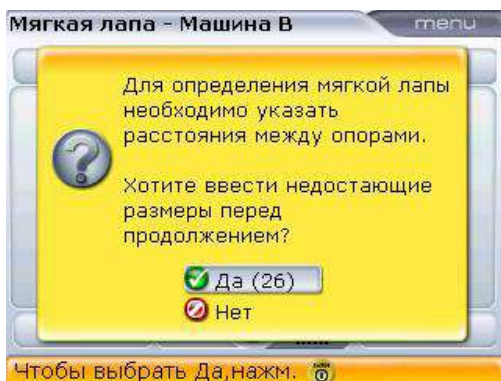 Мягкая лапа - Машина B
menu
Для определения мягкой лапы
необходимо указать
расстояния между опорами.
Хотите ввести недостающие
размеры перед
продолжением?
Да (26)
Нет
Чтобы выбрать Да,нажм.